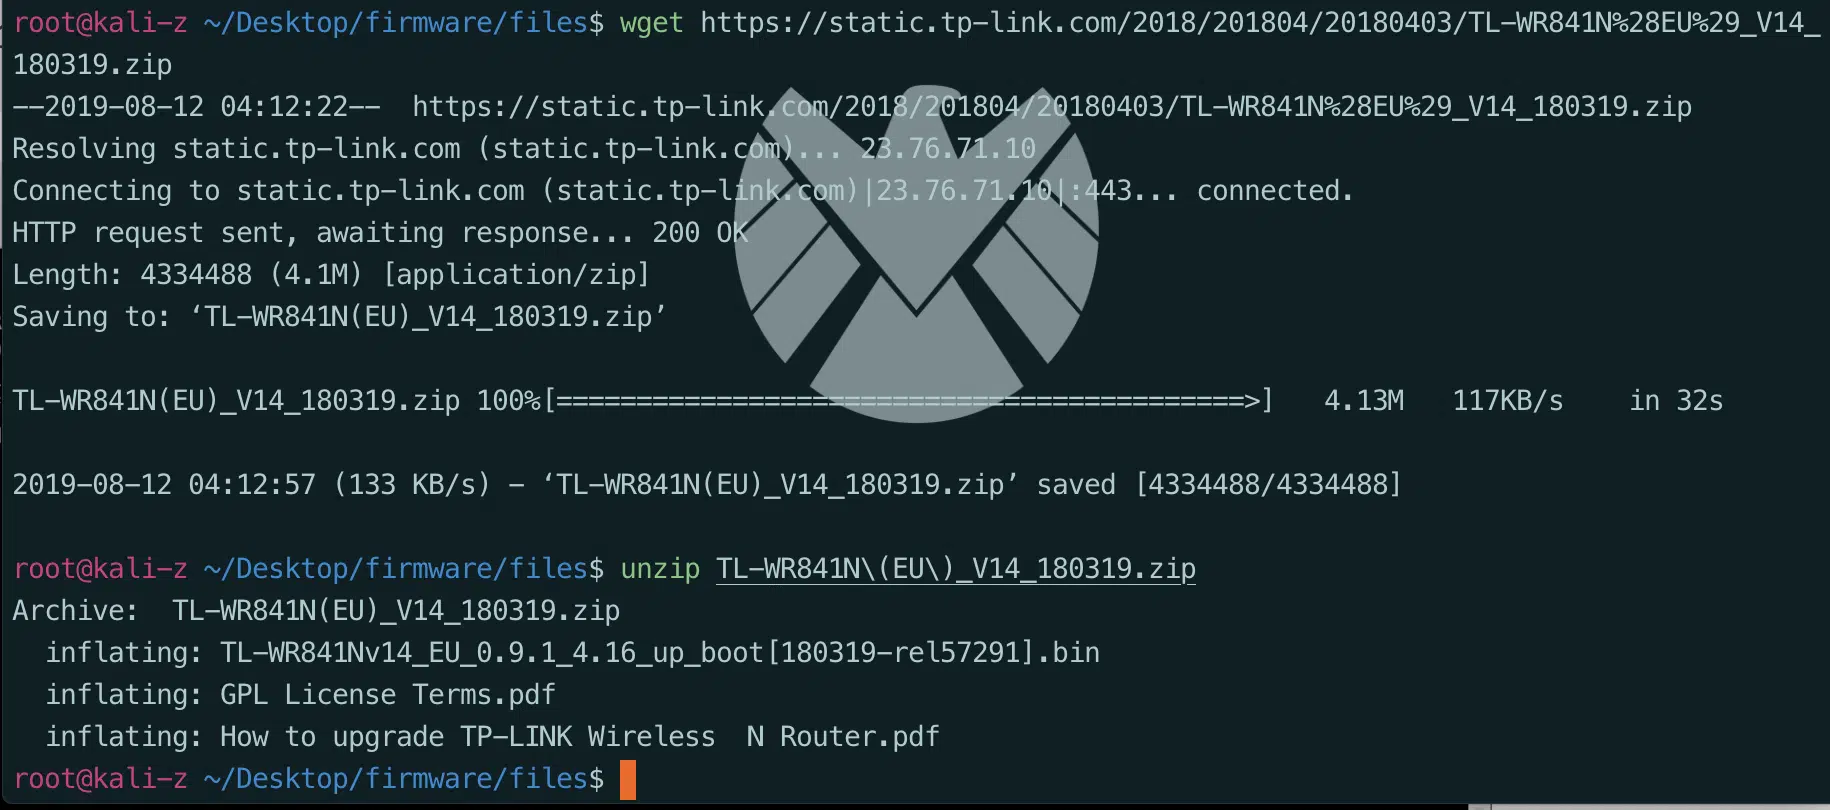 root@kali-z ~/Desktop/firmware/files$ wget https://static.tp-link.com/2018/201804/20180403/TL-WR841N%28EU%29_V14_
180319.zip
--2019-08-12 04:12:22--  https://static.tp-link.com/2018/201804/20180403/TL-WR841N%28EU%29_V14_180319.zip
Resolving static.tp-link.com (static.tp-link.com)... 23.76.71.10
Connecting to static.tp-link.com (static.tp-link.com)|23.76.71.10|:443... connected.
HTTP request sent, awaiting response... 200 OK
Length: 4334488 (4.1M) [application/zip]
Saving to: ‘TL-WR841N(EU)_V14_180319.zip’
TL-WR841N(EU)_V14_180319.zip 100%[===========================================>]   4.13M   117KB/s    in 32s
2019-08-12 04:12:57 (133 KB/s) - ‘TL-WR841N(EU)_V14_180319.zip’ saved [4334488/4334488]
root@kali-z ~/Desktop/firmware/files$ unzip TL-WR841N\(EU\)_V14_180319.zip
Archive:  TL-WR841N(EU)_V14_180319.zip
  inflating: TL-WR841Nv14_EU_0.9.1_4.16_up_boot[180319-rel57291].bin
  inflating: GPL License Terms.pdf
  inflating: How to upgrade TP-LINK Wireless  N Router.pdf
root@kali-z ~/Desktop/firmware/files$